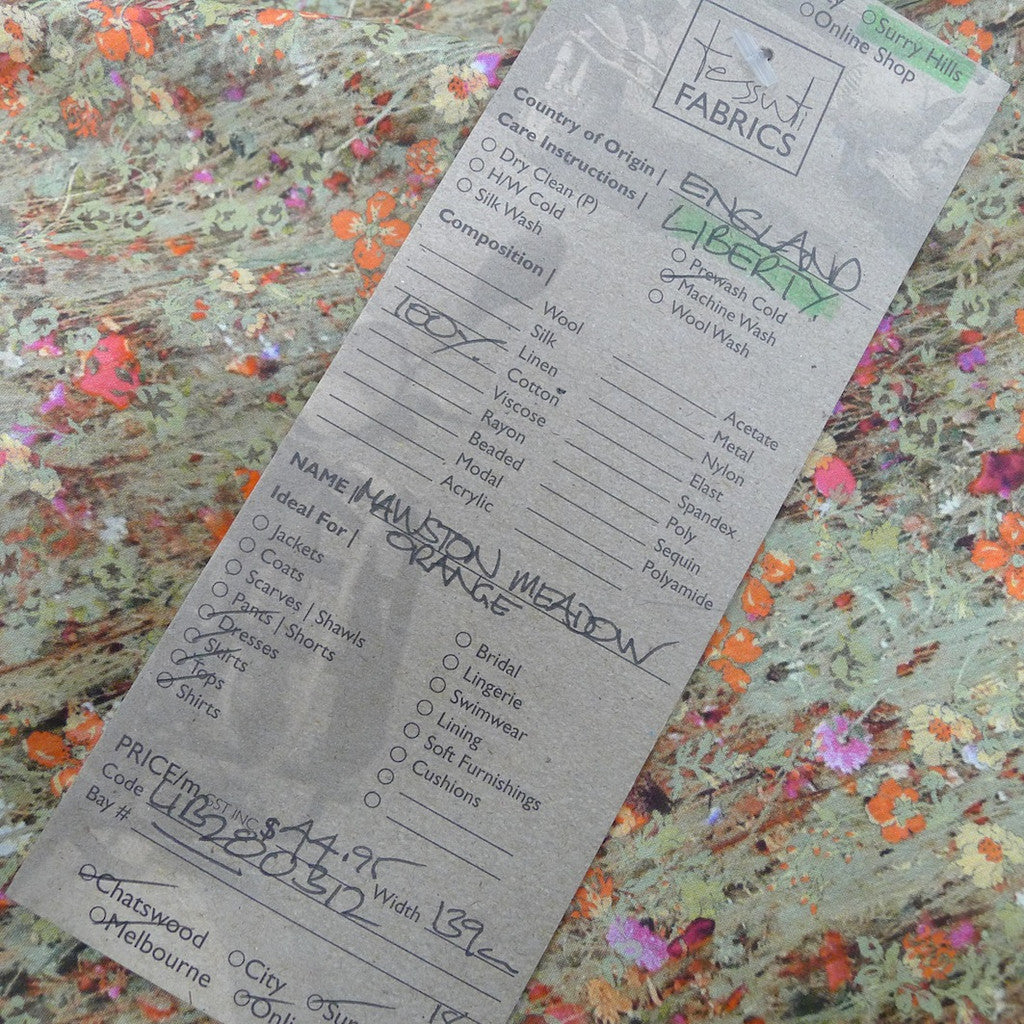 Surry Hills
Online Shop
Tessuti
FABRICS
Country of Origin | ENGLAND
Care Instructions | LIBERTY
Dry Clean (P)
H/W Cold
Silk Wash
Prewash Cold
Machine Wash
Wool Wash
Composition |
Wool
Silk
Linen
100% Cotton
Viscose
Rayon
Beaded
Modal
Acrylic
Acetate
Metal
Nylon
Elast
Spandex
Poly
Sequin
Polyamide
NAME | MAWSTON MEADOW
ORANGE
Ideal For |
Jackets
Coats
Scarves | Shawls
Pants | Shorts
Dresses
Skirts
Tops
Shirts
Bridal
Lingerie
Swimwear
Lining
Soft Furnishings
Cushions
PRICE/m GST INC $44.95
Code LIB2800312 Width 139
Bay #
Chatswood
Melbourne
City